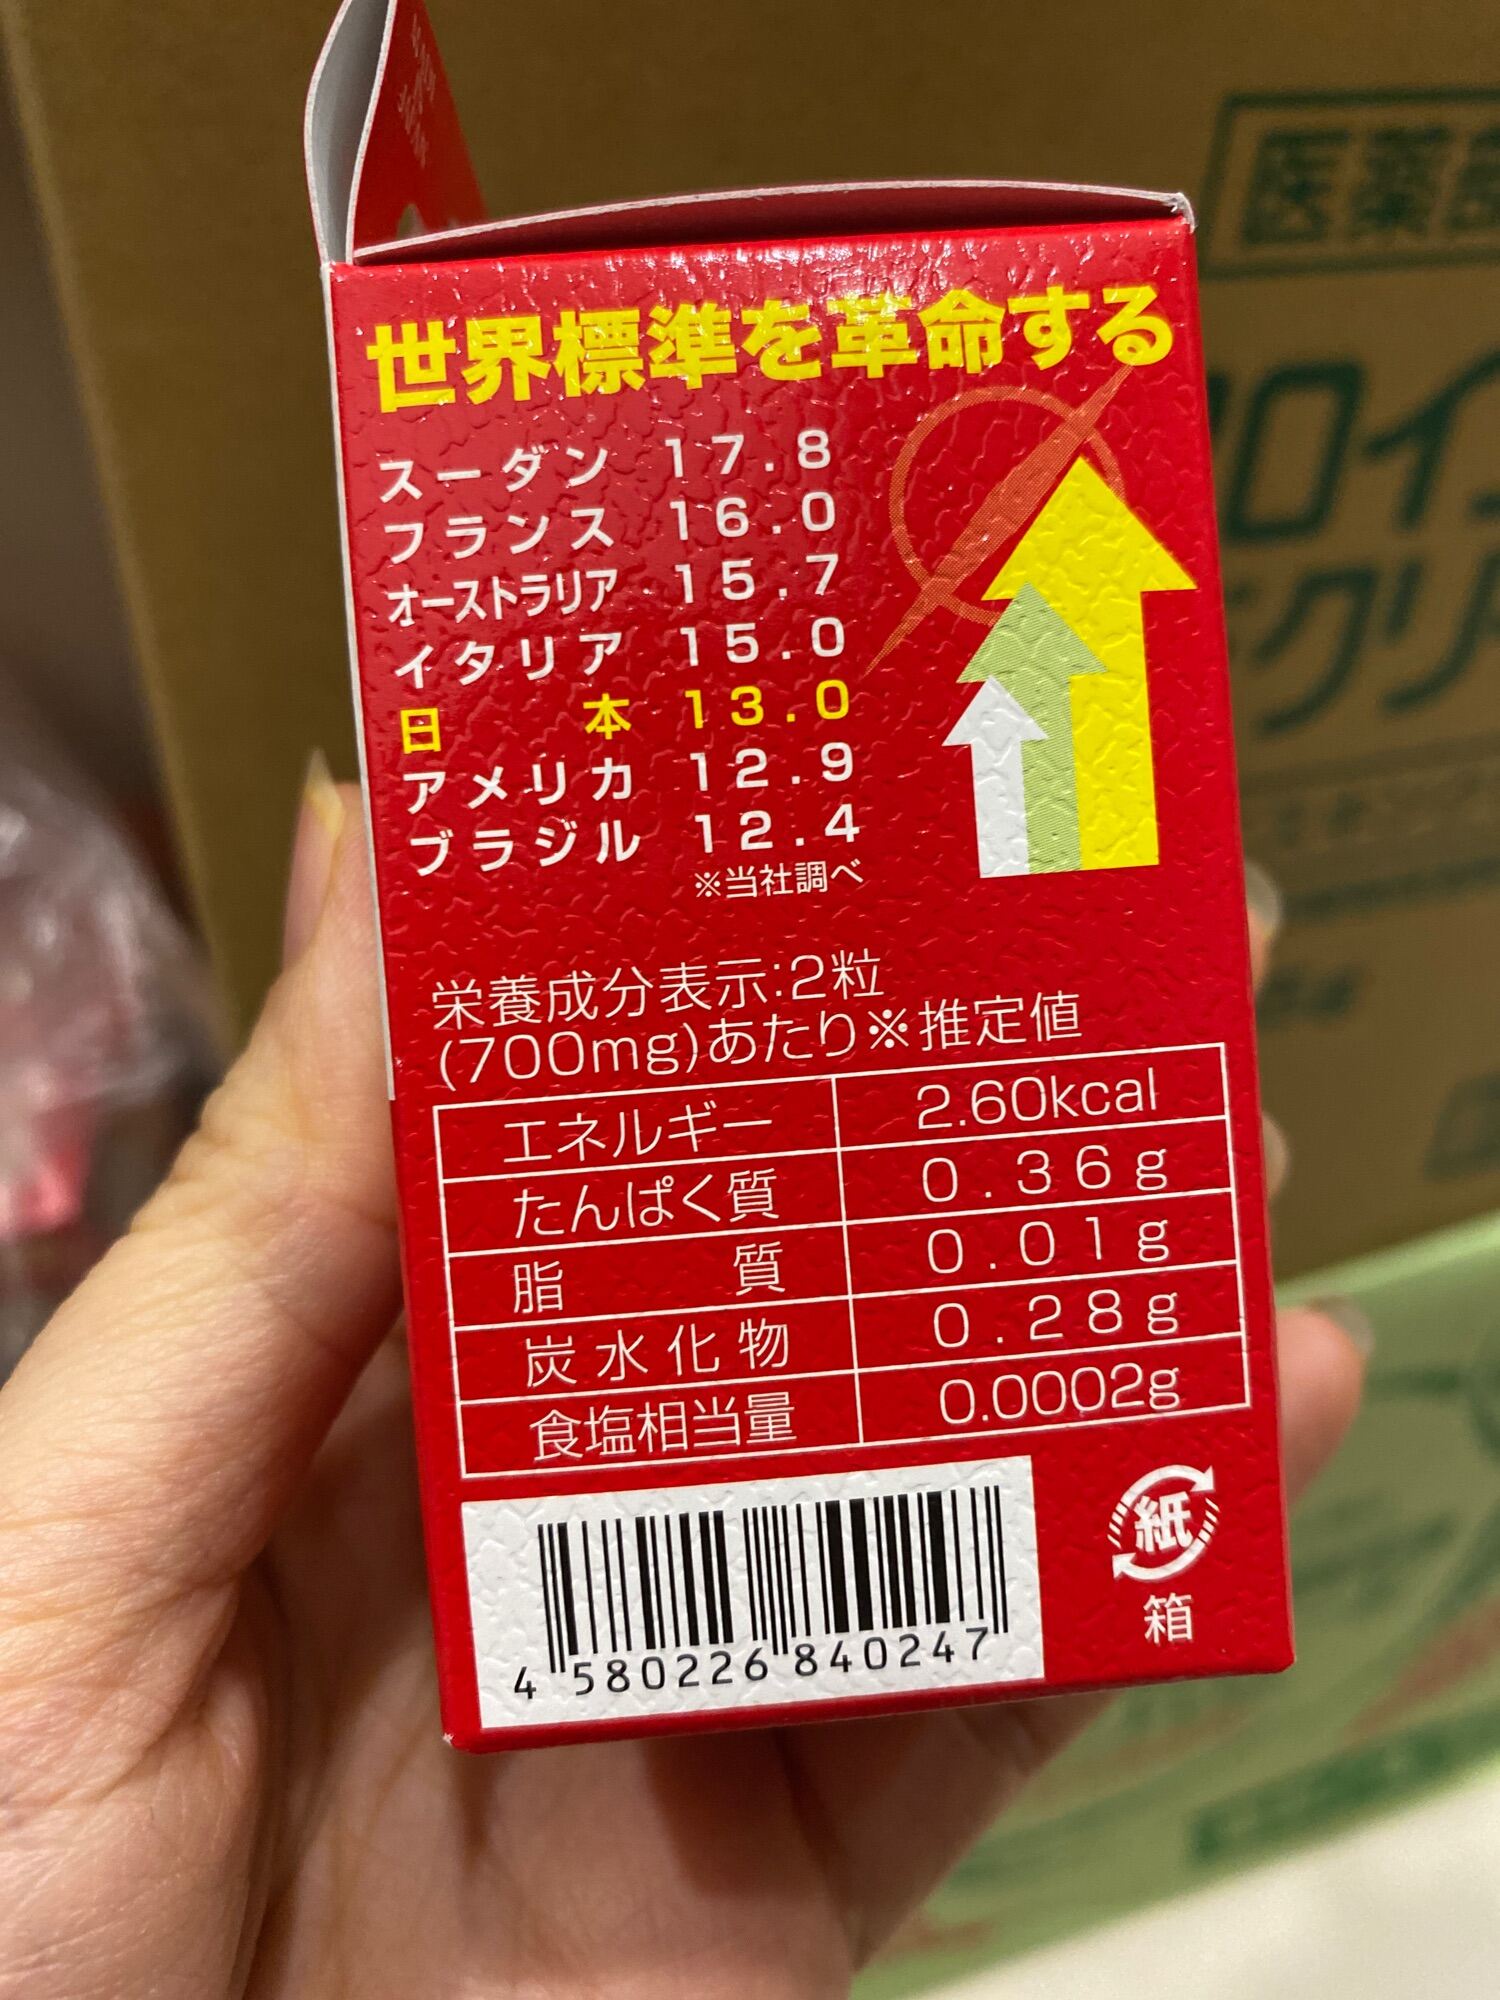 世界標準を革命する
スーダン 17.8
フランス 16.0
オーストラリア 15.7
イタリア 15.0
日本 13.0
アメリカ 12.9
ブラジル 12.4
※当社調べ
栄養成分表示:2粒
(700mg)あたり※推定値
エネルギー 2.60kcal
たんぱく質 0.36g
脂質 0.01g
炭水化物 0.28g
食塩相当量 0.0002g
4 580226 840247
紙
箱
医薬部